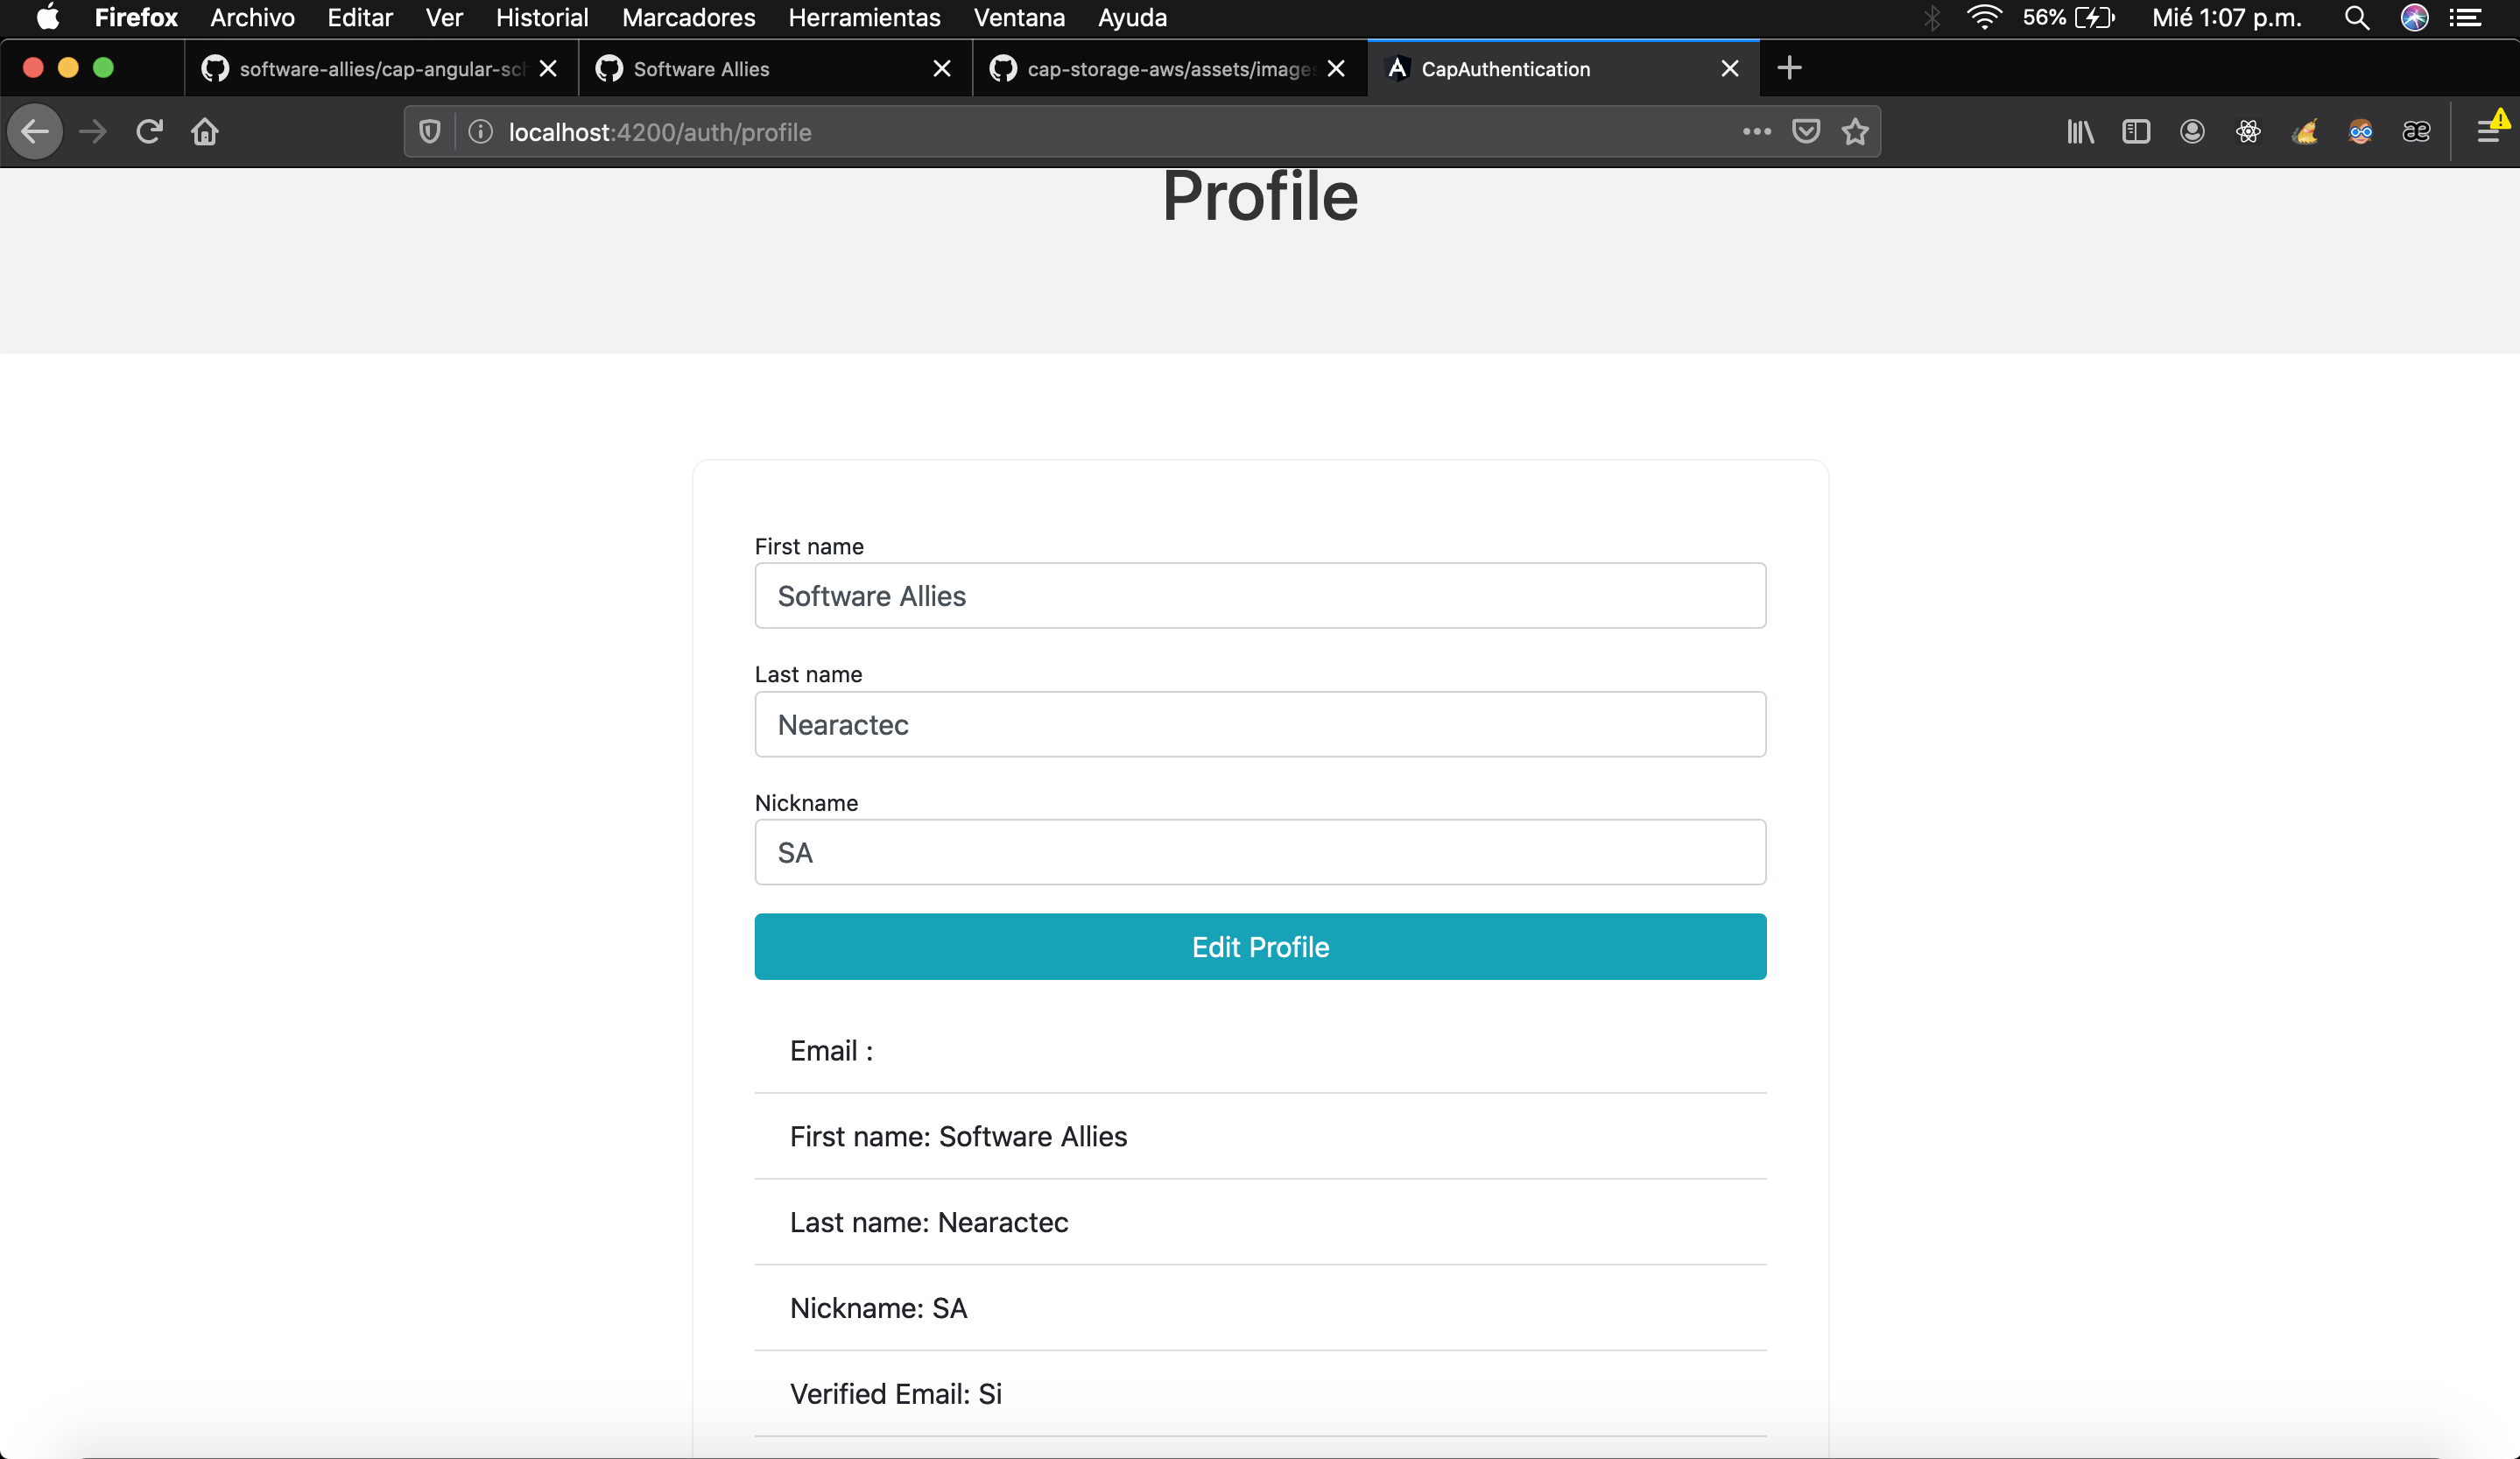 Firefox Archivo Editar Ver Historial Marcadores Herramientas Ventana Ayuda 56% Mié 1:07 p.m.
software-allies/cap-angular-sch Software Allies cap-storage-aws/assets/images CapAuthentication
localhost:4200/auth/profile
Profile
First name
Software Allies
Last name
Nearactec
Nickname
SA
Edit Profile
Email :
First name: Software Allies
Last name: Nearactec
Nickname: SA
Verified Email: Si